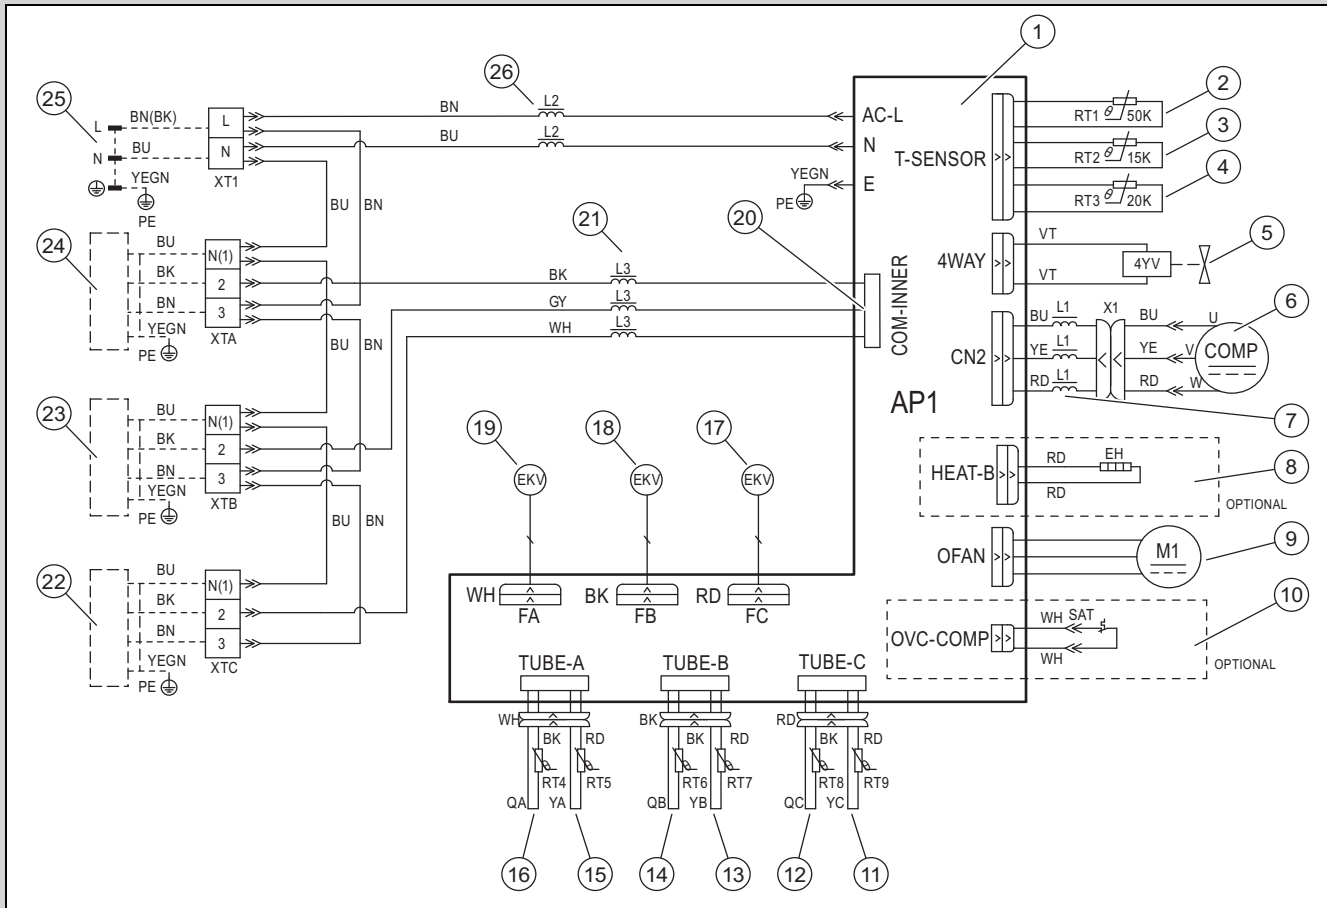 1
26
25
L
BN(BK)
L
BN
L2
AC-L
RT1
θ
50K
2
N
BU
N
BU
L2
N
T-SENSOR
RT2
θ
15K
3
YEGN
XT1
YEGN
E
RT3
θ
20K
4
PE
BU
BN
PE
20
21
24
BU
N(1)
4WAY
VT
4YV
5
VT
BK
2
BK
L3
COM-INNER
BN
3
GY
L3
YEGN
WH
L3
PE
XTA
BU
BN
BU
L1
X1
BU
U
6
CN2
YE
L1
YE
V
COMP
RD
L1
RD
W
AP1
7
23
BU
N(1)
BK
2
BN
3
YEGN
PE
XTB
BU
BN
19
18
17
EKV
EKV
EKV
HEAT-B
RD
EH
RD
8
OPTIONAL
OFAN
M1
9
22
BU
N(1)
BK
2
BN
3
YEGN
PE
XTC
WH
FA
BK
FB
RD
FC
OVC-COMP
WH
SAT
WH
10
OPTIONAL
TUBE-A
TUBE-B
TUBE-C
WH
BK
RD
BK
BK
RD
RD
BK
RD
RT4
RT5
RT6
RT7
RT8
RT9
QA
YA
QB
YB
QC
YC
16
15
14
13
12
11